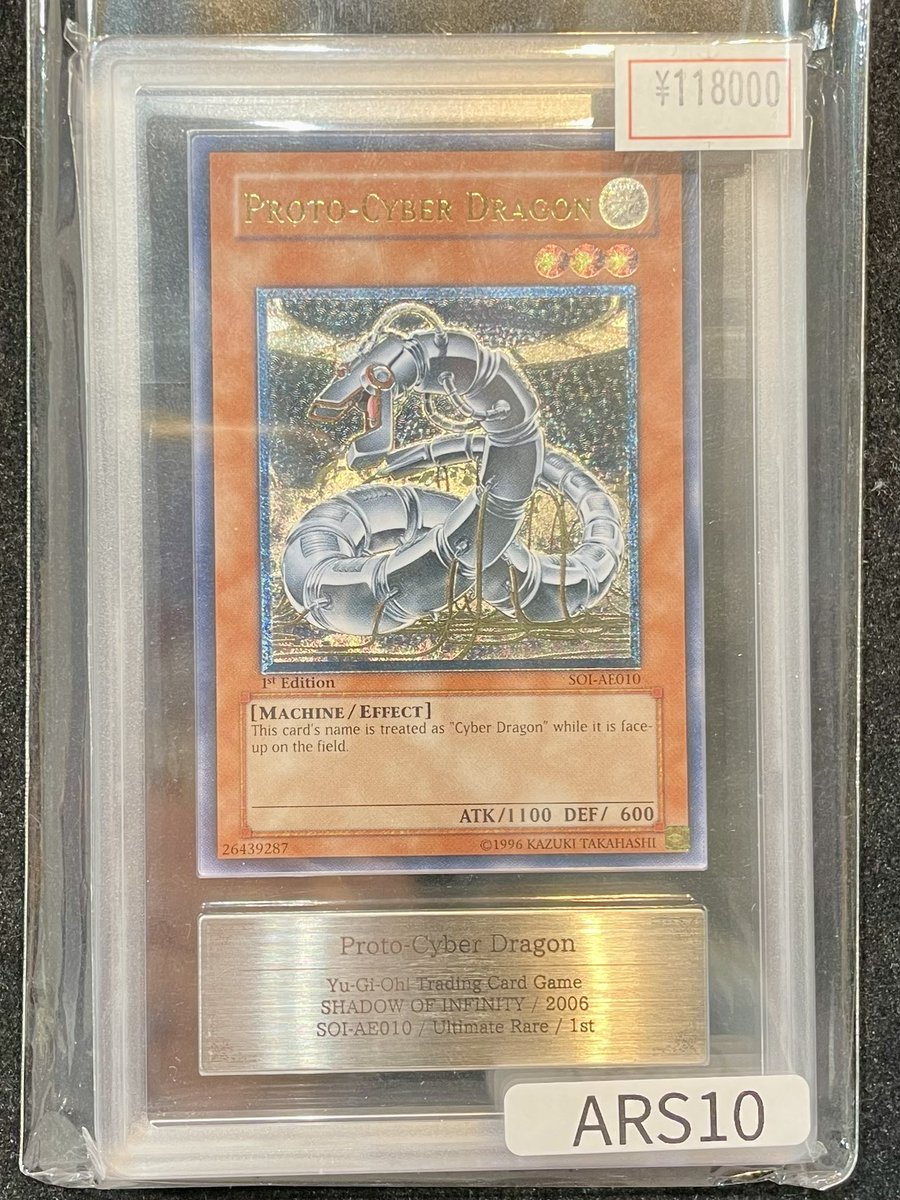 ¥118000
PROTO-CYBER DRAGON
1st Edition
SOI-AE010
[MACHINE/EFFECT]
This card's name is treated as "Cyber Dragon" while it is face-
up on the field.
ATK/1100 DEF/ 600
26439287
©1996 KAZUKI TAKAHASHI
Proto-Cyber Dragon
Yu-Gi-Oh! Trading Card Game
SHADOW OF INFINITY / 2006
SOI-AE010 / Ultimate Rare / 1st
ARS10